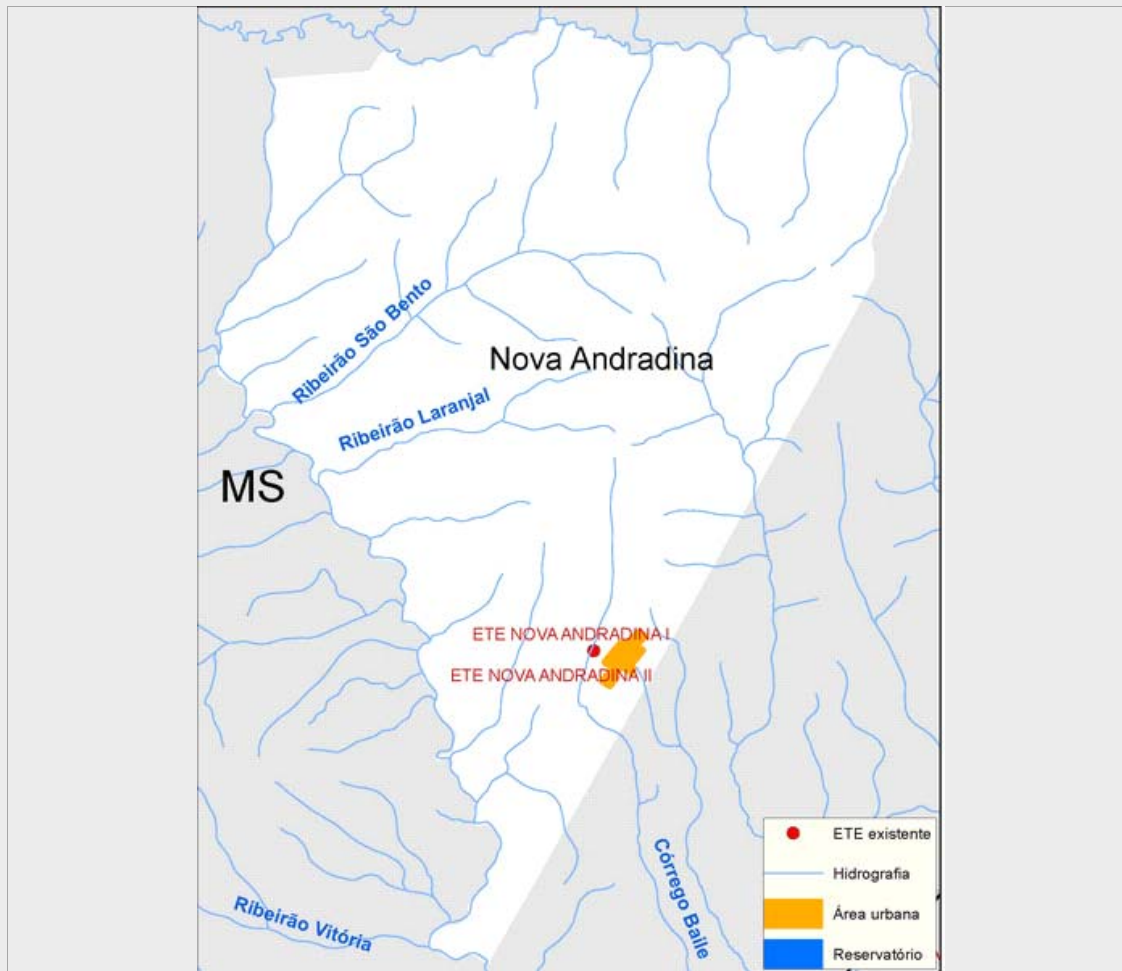 Ribeirão São Bento
Nova Andradina
Ribeirão Laranjal
MS
ETE NOVA ANDRADINA I
ETE NOVA ANDRADINA II
Córrego Baile
Ribeirão Vitória
ETE existente
Hidrografia
Área urbana
Reservatório